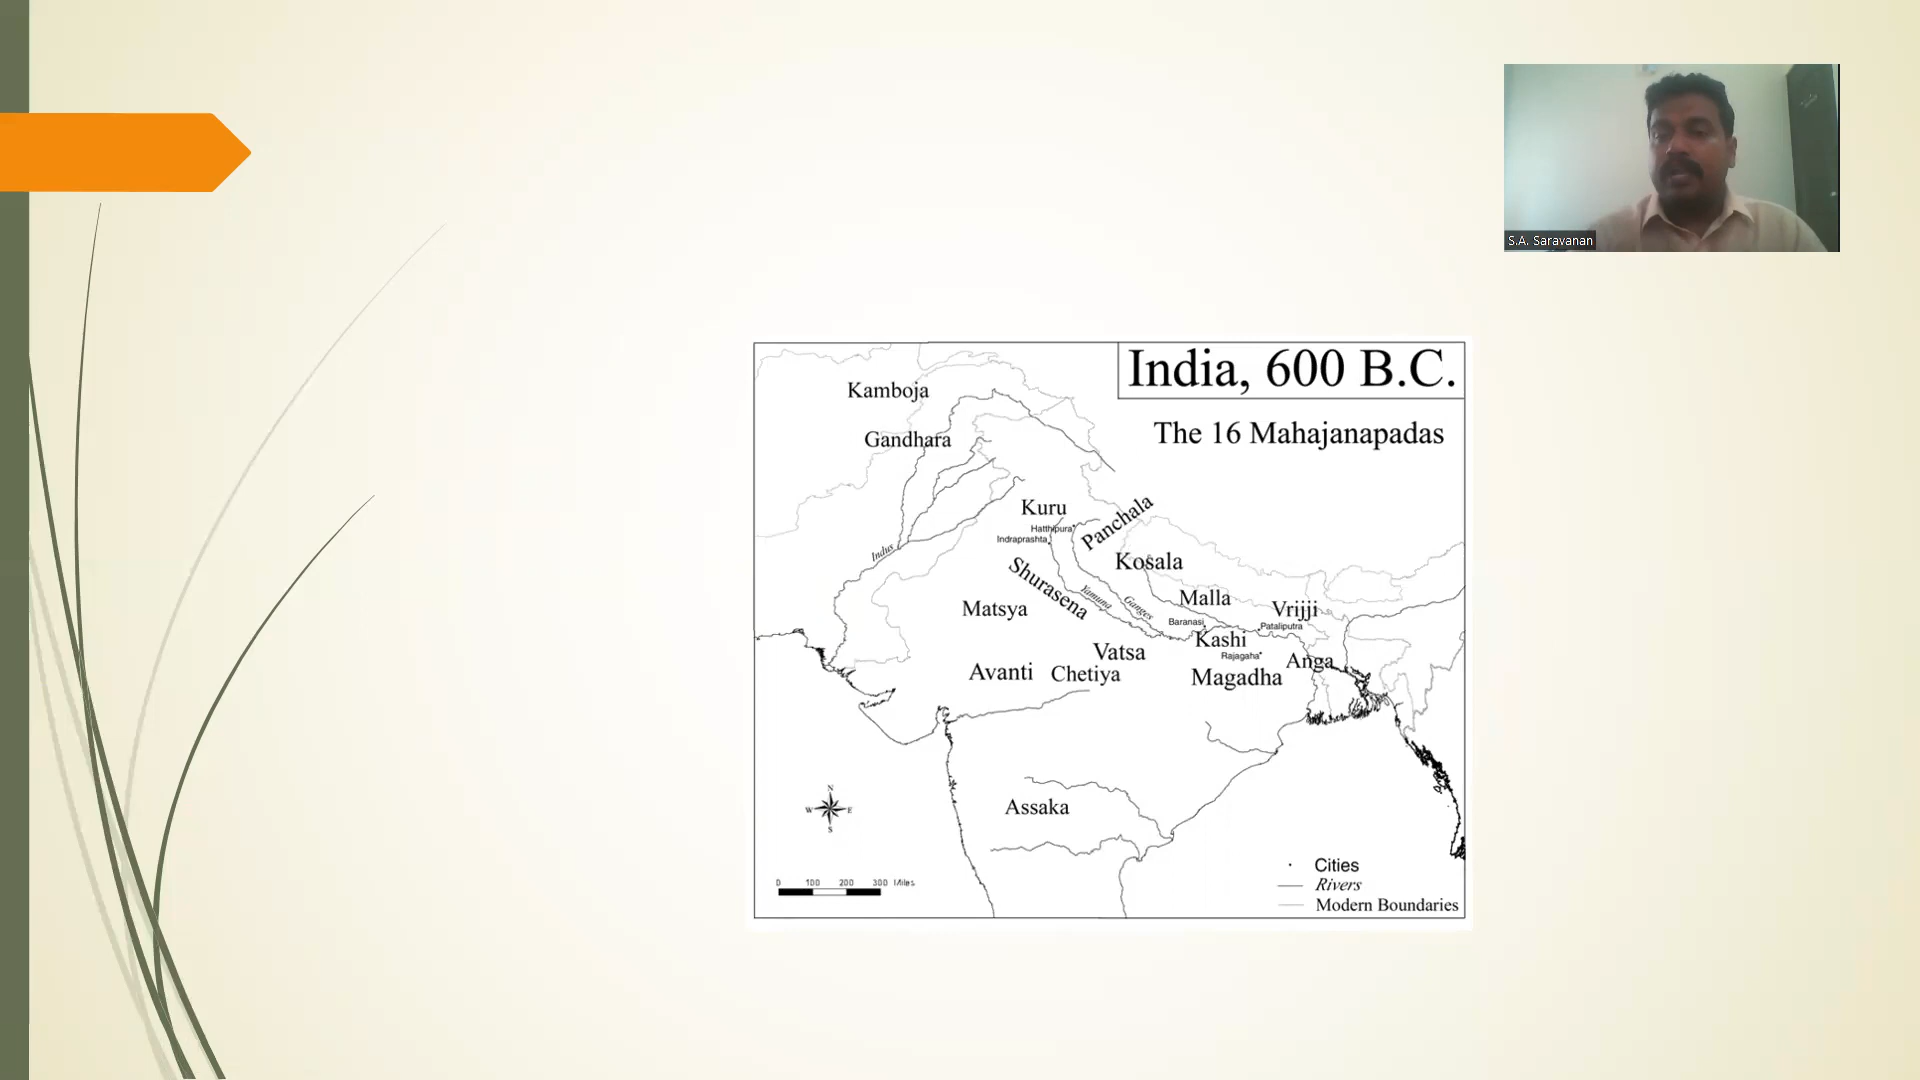 S.A. Saravanan
India, 600 B.C.
The 16 Mahajanapadas
Kamboja
Gandhara
Kuru
Hatthipura
Indraprashta
Panchala
Indus
Kosala
Shurasena
Yamuna
Ganges
Matsya
Malla
Vrijji
Baranasi
Pataliputra
Kashi
Rajagaha
Vatsa
Anga
Avanti
Chetiya
Magadha
Assaka
N
W E
S
0 100 200 300 Miles
Cities
Rivers
Modern Boundaries